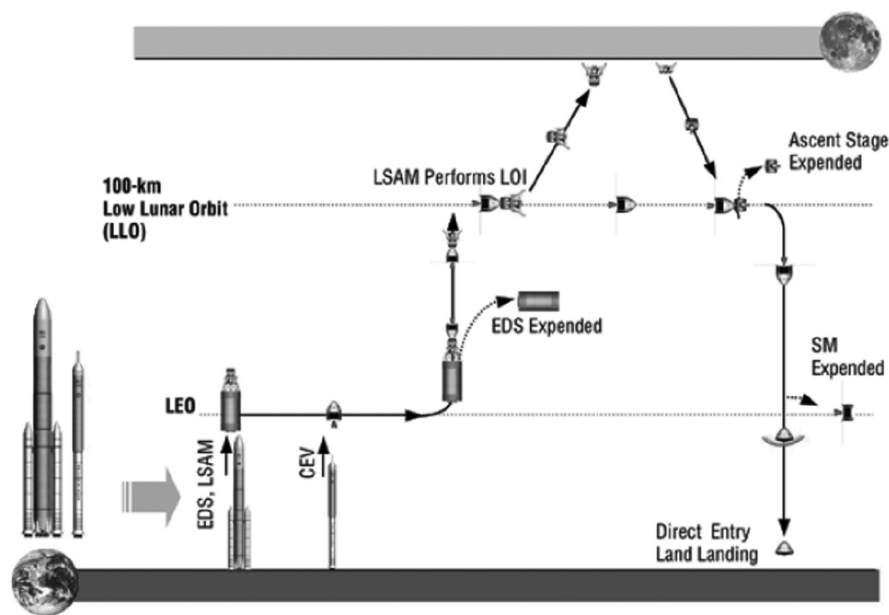 Ascent Stage
Expended
LSAM Performs LOI
100-km
Low Lunar Orbit
(LLO)
EDS Expended
SM
Expended
LEO
EDS, LSAM
CEV
Direct Entry
Land Landing